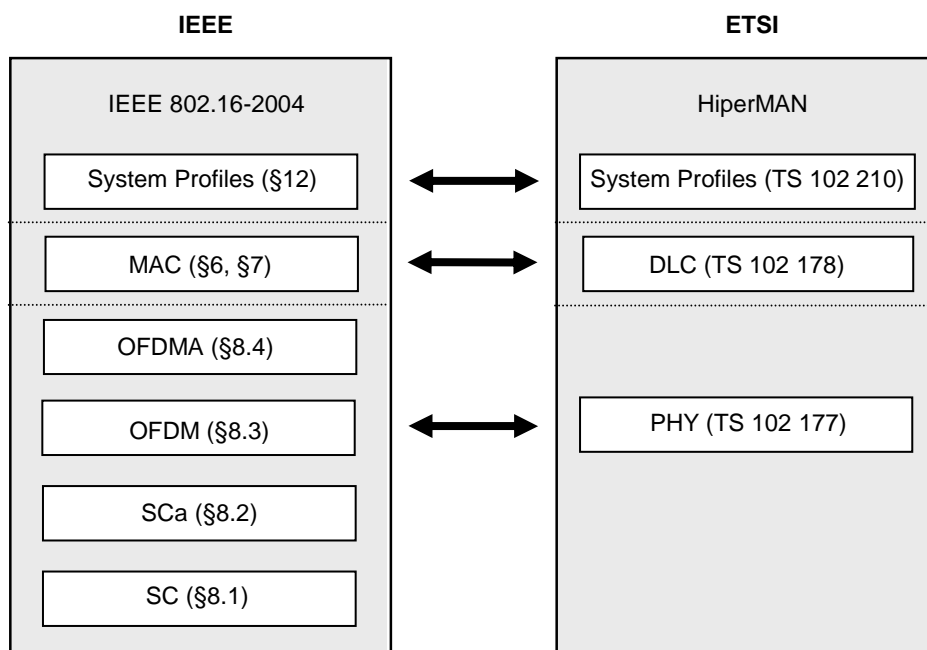 IEEE
ETSI
IEEE 802.16-2004
HiperMAN
System Profiles (§12)
System Profiles (TS 102 210)
MAC (§6, §7)
DLC (TS 102 178)
OFDMA (§8.4)
OFDM (§8.3)
PHY (TS 102 177)
SCa (§8.2)
SC (§8.1)